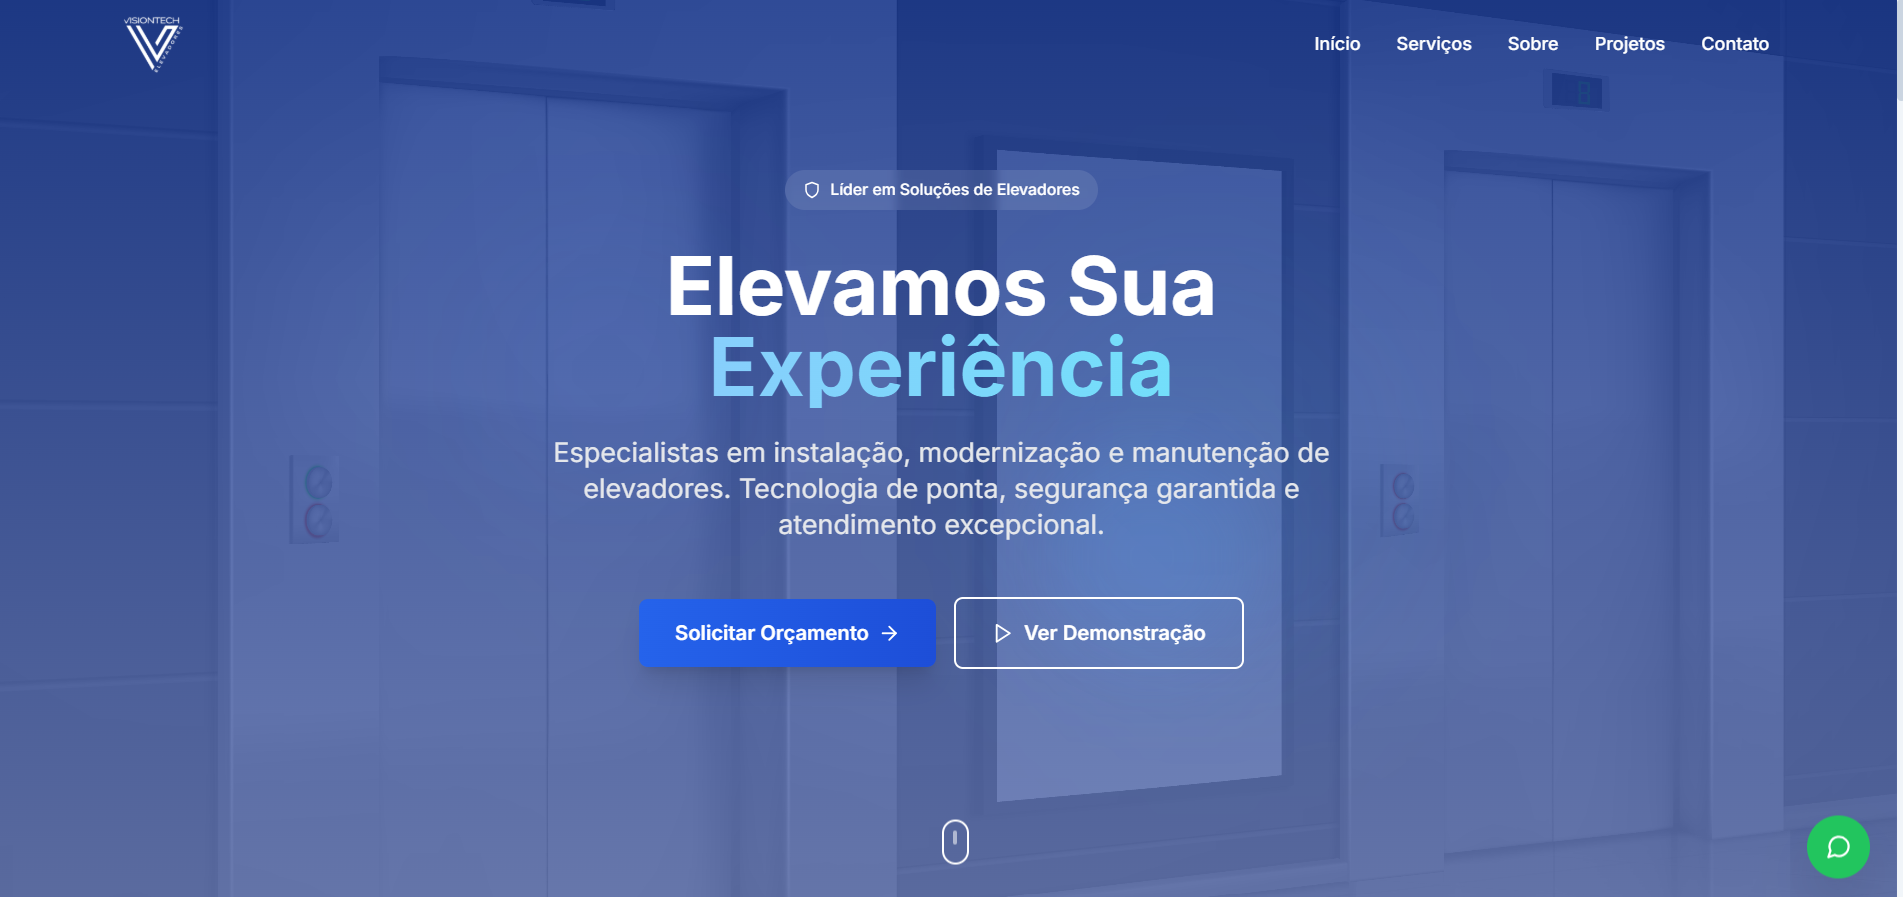 VISIONTECH
ELEVADORES
Início
Serviços
Sobre
Projetos
Contato
Líder em Soluções de Elevadores
Elevamos Sua
Experiência
Especialistas em instalação, modernização e manutenção de
elevadores. Tecnologia de ponta, segurança garantida e
atendimento excepcional.
Solicitar Orçamento
Ver Demonstração